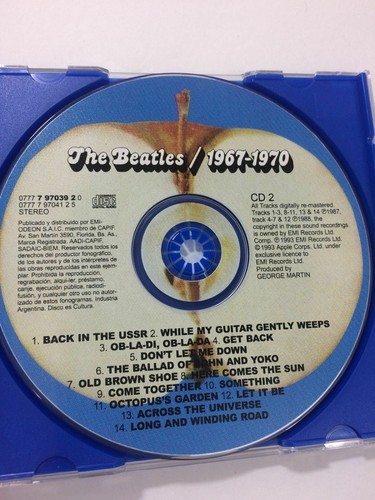 The Beatles / 1967-1970
0777 7 97039 2 0
0777 7 97041 2 5
STEREO
Publicado y distribuido por EMI-
ODEON S.A.I.C. miembro de CAPIF.
Av. San Martin 3590, Florida, Bs. As..
Marca Registrada. AADI-CAPIF,
SADAIC-BIEM. Reservados todos los
derechos del productor fonográfico,
de los autores y de los intérpretes de
las obras reproducidas en este ejem-
plar. Prohibida la reproducción,
regrabación, alquiler, prestamo,
canje, ejecución pública, radiodi-
fusión, y cualquier otro uso no autori-
zado de estos fonogramas. Industria
Argentina. Disco es Cultura.
COMPACT
disc
DIGITAL AUDIO
CD 2
All Tracks digitally re-mastered.
Tracks 1-3, 8-11, 13 & 14 ℗1987,
track 4-7 & 12 ℗1988, the
copyright in these sound recordings
is owned by EMI Records Ltd.
Comp. ℗ 1993 EMI Records Ltd.
© 1993 Apple Corps. Ltd. under
exclusive licence to
EMI Records Ltd.
Produced by
GEORGE MARTIN
1. BACK IN THE USSR 2. WHILE MY GUITAR GENTLY WEEPS
3. OB-LA-DI, OB-LA-DA 4. GET BACK
5. DON'T LET ME DOWN
6. THE BALLAD OF JOHN AND YOKO
7. OLD BROWN SHOE 8. HERE COMES THE SUN
9. COME TOGETHER 10. SOMETHING
11. OCTOPUS'S GARDEN 12. LET IT BE
13. ACROSS THE UNIVERSE
14. LONG AND WINDING ROAD